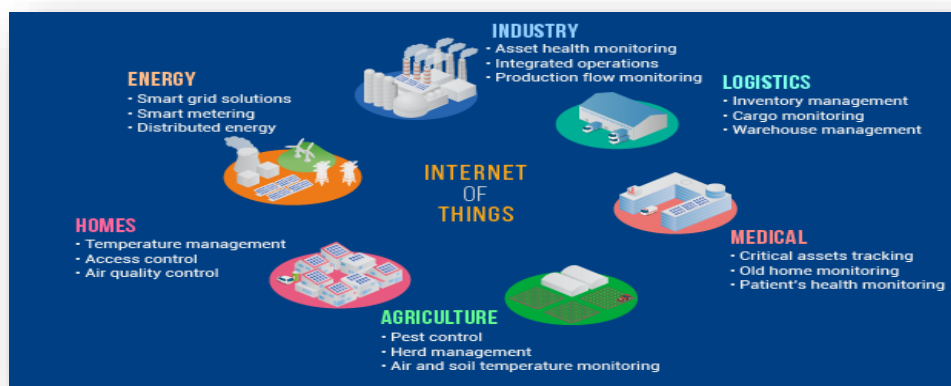 INDUSTRY
• Asset health monitoring
• Integrated operations
• Production flow monitoring
ENERGY
• Smart grid solutions
• Smart metering
• Distributed energy
LOGISTICS
• Inventory management
• Cargo monitoring
• Warehouse management
INTERNET
OF
THINGS
HOMES
• Temperature management
• Access control
• Air quality control
MEDICAL
• Critical assets tracking
• Old home monitoring
• Patient's health monitoring
AGRICULTURE
• Pest control
• Herd management
• Air and soil temperature monitoring